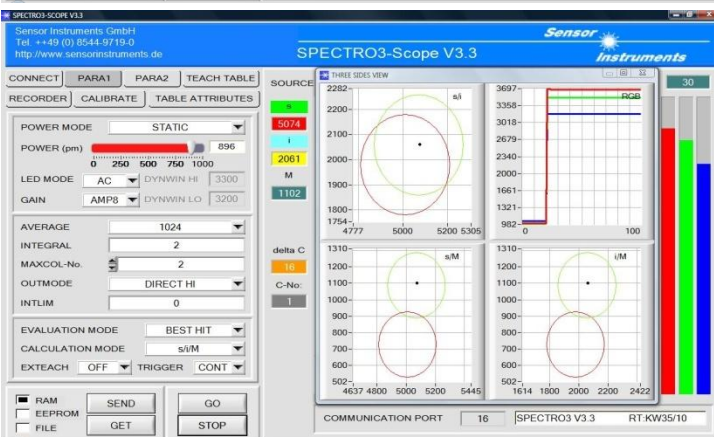 SPECTRO3-SCOPE V3.3
Sensor Instruments GmbH
Tel. ++49 (0) 8544-9719-0
http://www.sensorinstruments.de
SPECTRO3-Scope V3.3
Sensor
Instruments
CONNECT PARA1 PARA2 TEACH TABLE
RECORDER CALIBRATE TABLE ATTRIBUTES
POWER MODE STATIC
POWER (pm) 896
0 250 500 750 1000
LED MODE AC DYNWIN HI 3300
GAIN AMP8 DYNWIN LO 3200
AVERAGE 1024
INTEGRAL 2
MAXCOL-No. 2
OUTMODE DIRECT HI
INTLIM 0
EVALUATION MODE BEST HIT
CALCULATION MODE s/i/M
EXTEACH OFF TRIGGER CONT
RAM
EEPROM
FILE
SEND GO
GET STOP
SOURCE
s
5074
i
2061
M
1102
delta C
16
C-No:
1
THREE SIDES VIEW
s/i
2282
2200
2100
2000
1900
1800
1754
4777 5000 5200 5305
RGB
3697
3358
3018
2679
2340
2000
1661
1321
982
0 100
s/M
1310
1200
1100
1000
900
800
700
600
502
4637 4800 5000 5200 5445
i/M
1310
1200
1100
1000
900
800
700
600
502
1614 1800 2000 2200 2422
30
COMMUNICATION PORT 16 SPECTRO3 V3.3 RT:KW35/10